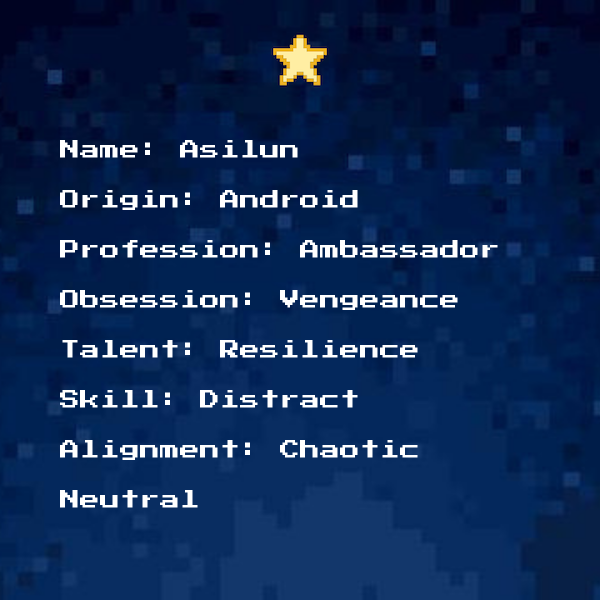 Name: Asilun
Origin: Android
Profession: Ambassador
Obsession: Vengeance
Talent: Resilience
Skill: Distract
Alignment: Chaotic
Neutral